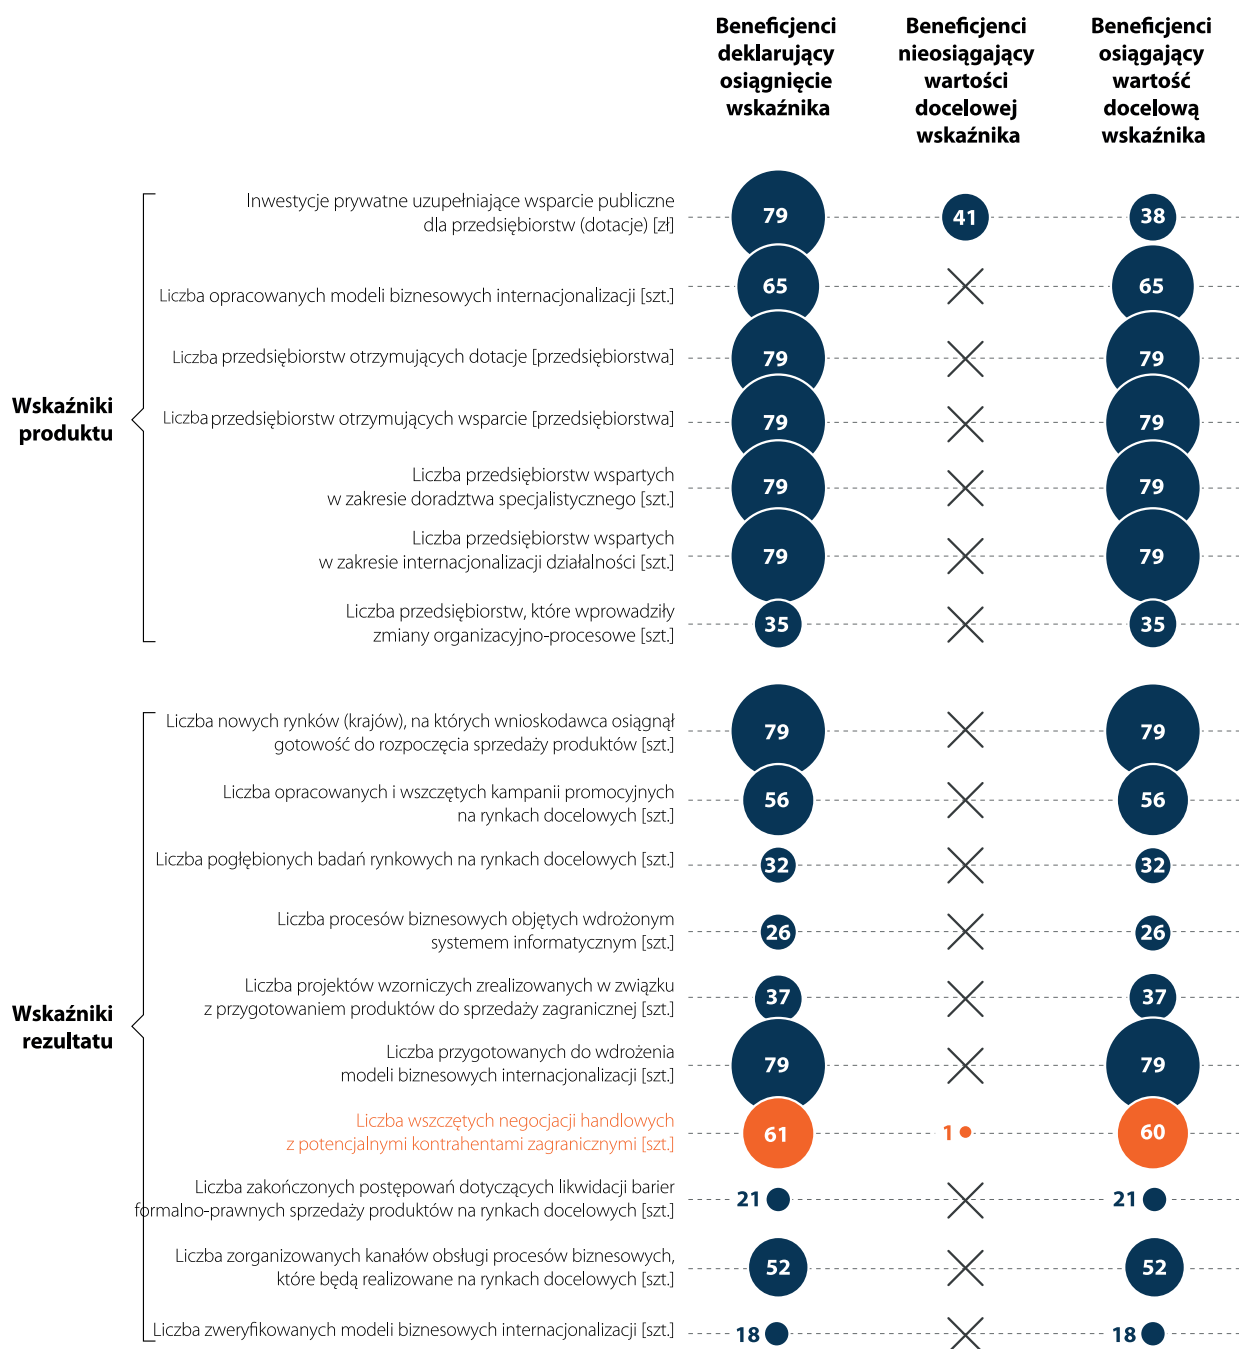 Beneficjenci
deklarujący
osiągnięcie
wskaźnika
Beneficjenci
nieosiągający
wartości
docelowej
wskaźnika
Beneficjenci
osiągający
wartość
docelową
wskaźnika
Wskaźniki
produktu
Inwestycje prywatne uzupełniające wsparcie publiczne
dla przedsiębiorstw (dotacje) [zł]
79 41 38
Liczba opracowanych modeli biznesowych internacjonalizacji [szt.]
65 65
Liczba przedsiębiorstw otrzymujących dotacje [przedsiębiorstwa]
79 79
Liczba przedsiębiorstw otrzymujących wsparcie [przedsiębiorstwa]
79 79
Liczba przedsiębiorstw wspartych
w zakresie doradztwa specjalistycznego [szt.]
79 79
Liczba przedsiębiorstw wspartych
w zakresie internacjonalizacji działalności [szt.]
79 79
Liczba przedsiębiorstw, które wprowadziły
zmiany organizacyjno-procesowe [szt.]
35 35
Wskaźniki
rezultatu
Liczba nowych rynków (krajów), na których wnioskodawca osiągnął
gotowość do rozpoczęcia sprzedaży produktów [szt.]
79 79
Liczba opracowanych i wszczętych kampanii promocyjnych
na rynkach docelowych [szt.]
56 56
Liczba pogłębionych badań rynkowych na rynkach docelowych [szt.]
32 32
Liczba procesów biznesowych objętych wdrożonym
systemem informatycznym [szt.]
26 26
Liczba projektów wzorniczych zrealizowanych w związku
z przygotowaniem produktów do sprzedaży zagranicznej [szt.]
37 37
Liczba przygotowanych do wdrożenia
modeli biznesowych internacjonalizacji [szt.]
79 79
Liczba wszczętych negocjacji handlowych
z potencjalnymi kontrahentami zagranicznymi [szt.]
61 1 60
Liczba zakończonych postępowań dotyczących likwidacji barier
formalno-prawnych sprzedaży produktów na rynkach docelowych [szt.]
21 21
Liczba zorganizowanych kanałów obsługi procesów biznesowych,
które będą realizowane na rynkach docelowych [szt.]
52 52
Liczba zweryfikowanych modeli biznesowych internacjonalizacji [szt.]
18 18